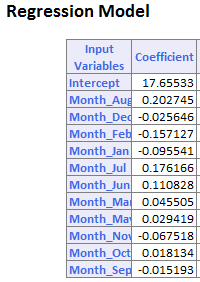 Regression Model
Input Variables Coefficient
Intercept 17.65533
Month_Aug 0.202745
Month_Dec -0.025646
Month_Feb -0.157127
Month_Jan -0.095541
Month_Jul 0.176166
Month_Jun 0.110828
Month_Mar 0.045505
Month_May 0.029419
Month_Nov -0.067518
Month_Oct 0.018134
Month_Sep -0.015193